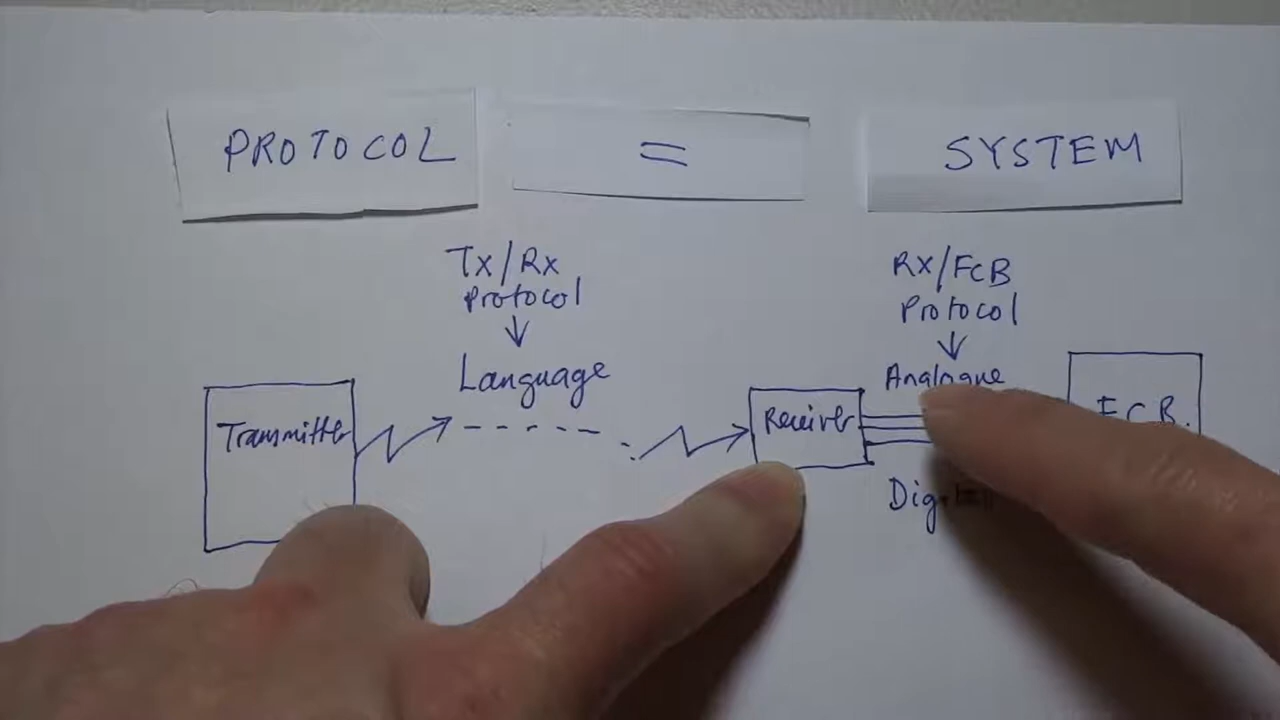 PROTOCOL = SYSTEM
Tx/Rx
Protocol
Rx/FCB
Protocol
Language
Analogue
Transmitter
Receiver
F.C.B.